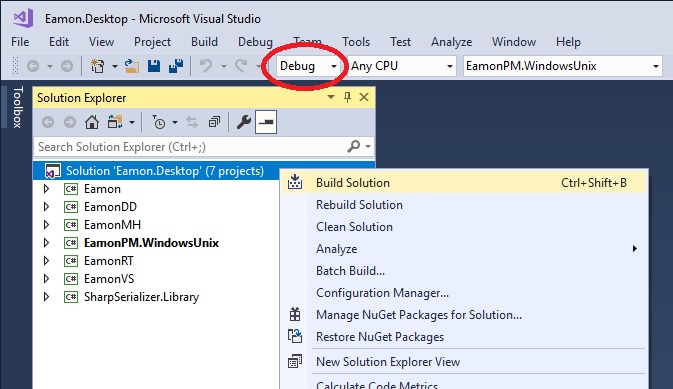 Eamon.Desktop - Microsoft Visual Studio
File Edit View Project Build Debug Team Tools Test Analyze Window Help
Debug Any CPU EamonPM.WindowsUnix
Toolbox
Solution Explorer
Search Solution Explorer (Ctrl+;)
Solution 'Eamon.Desktop' (7 projects)
C# Eamon
C# EamonDD
C# EamonMH
C# EamonPM.WindowsUnix
C# EamonRT
C# EamonVS
C# SharpSerializer.Library
Build Solution Ctrl+Shift+B
Rebuild Solution
Clean Solution
Analyze
Batch Build...
Configuration Manager...
Manage NuGet Packages for Solution...
Restore NuGet Packages
New Solution Explorer View
Calculate Code Metrics